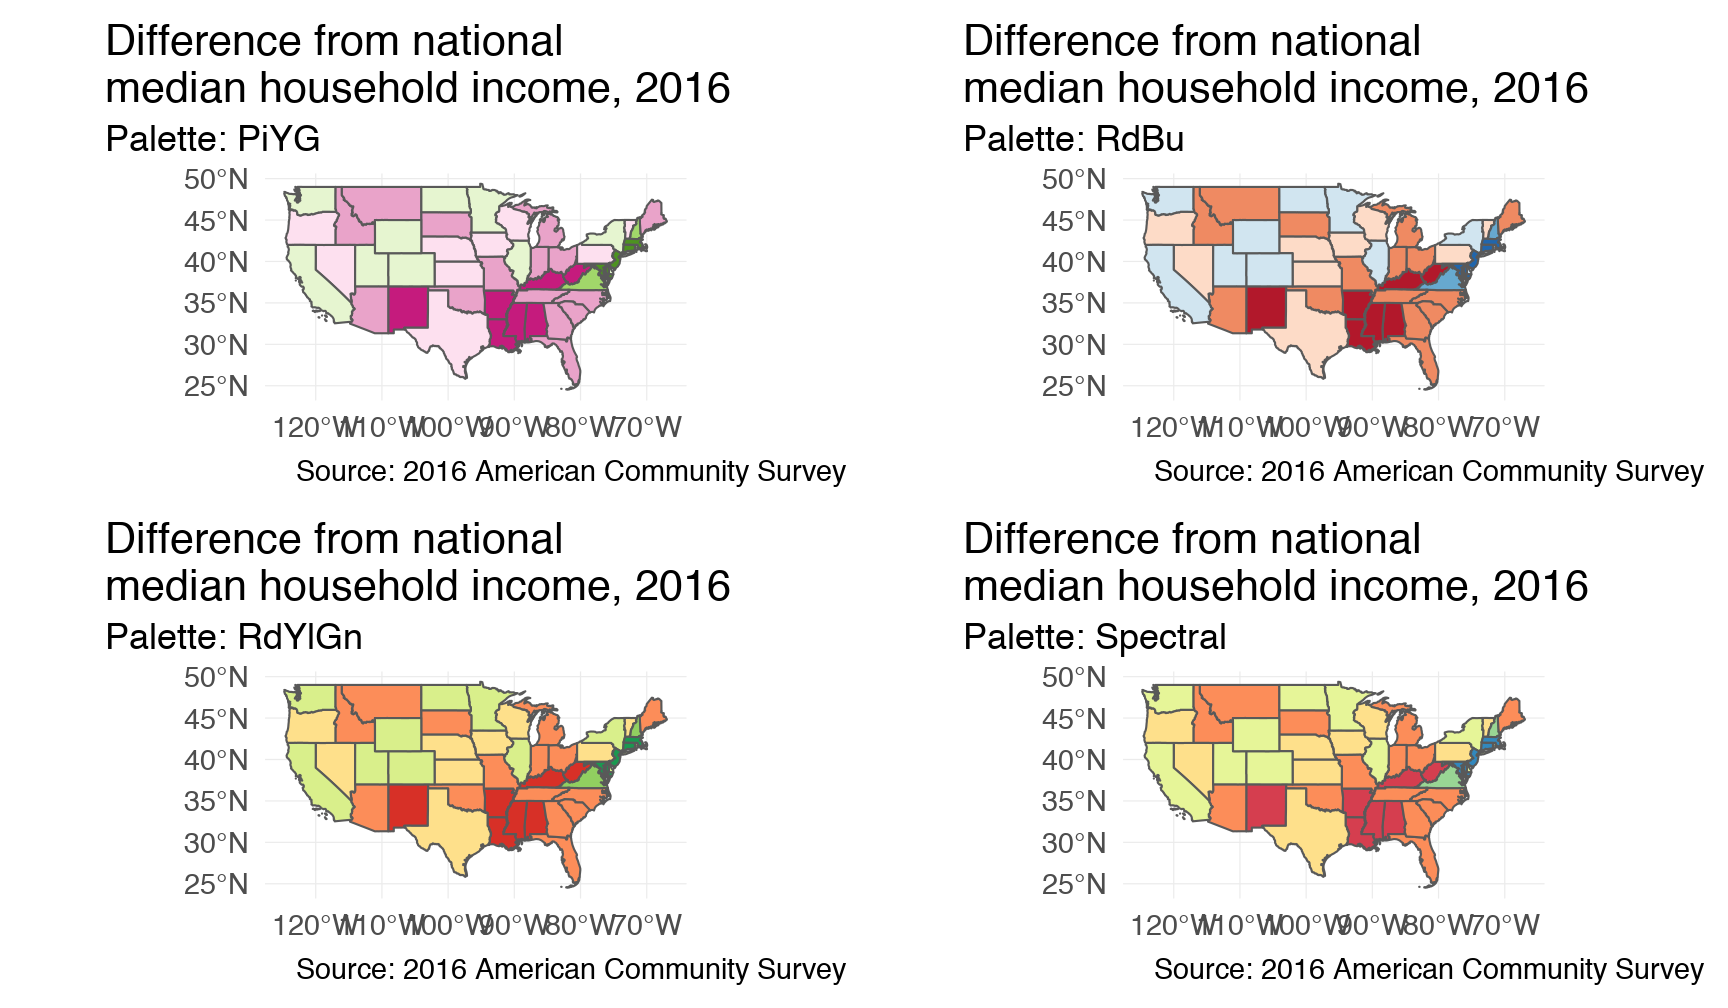 Difference from national
median household income, 2016
Palette: PiYG
50°N
45°N
40°N
35°N
30°N
25°N
120°W 110°W 100°W 90°W 80°W 70°W
Source: 2016 American Community Survey
Difference from national
median household income, 2016
Palette: RdBu
50°N
45°N
40°N
35°N
30°N
25°N
120°W 110°W 100°W 90°W 80°W 70°W
Source: 2016 American Community Survey
Difference from national
median household income, 2016
Palette: RdYlGn
50°N
45°N
40°N
35°N
30°N
25°N
120°W 110°W 100°W 90°W 80°W 70°W
Source: 2016 American Community Survey
Difference from national
median household income, 2016
Palette: Spectral
50°N
45°N
40°N
35°N
30°N
25°N
120°W 110°W 100°W 90°W 80°W 70°W
Source: 2016 American Community Survey